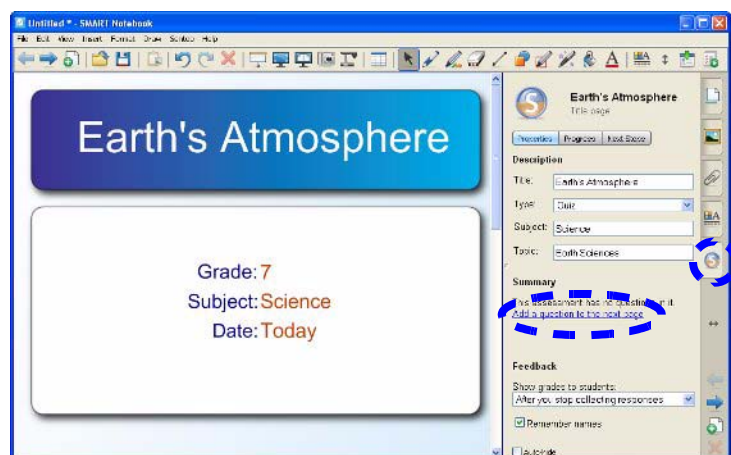 Untitled * - SMART Notebook
File Edit View Insert Format Draw Help
Earth's Atmosphere
Grade: 7
Subject: Science
Date: Today
Earth's Atmosphere
Title page
Properties Progress Next Steps
Description
Title: Earth's Atmosphere
Type: Quiz
Subject: Science
Topic: Earth Sciences
Summary
This assessment has no questions in it.
Add a question to the next page
Feedback
Show grades to students:
After you stop collecting responses
Remember names
Auto-hide